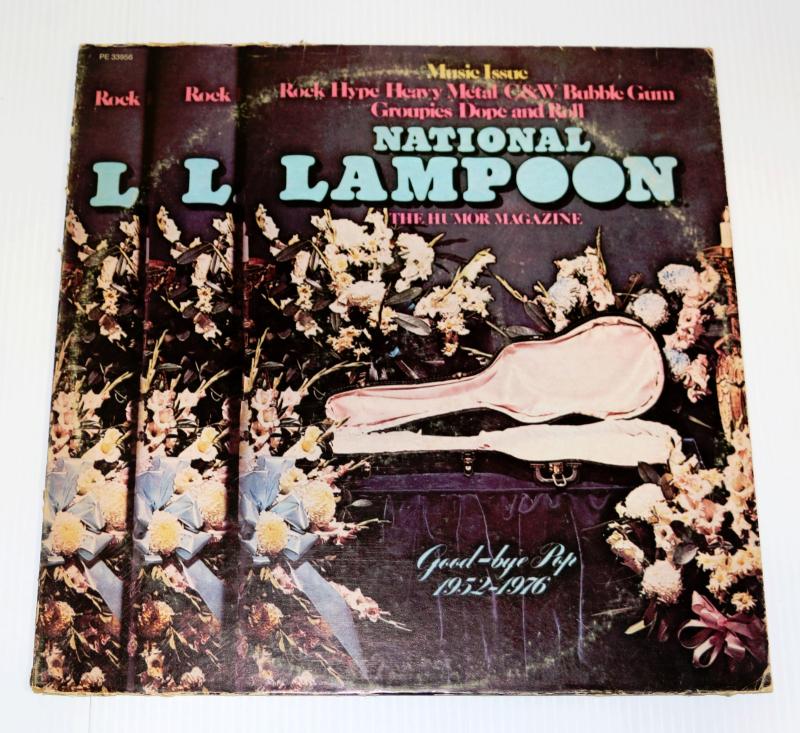 PE 33956
Music Issue
Rock Hype Heavy Metal C&W Bubble Gum
Groupies Dope and Roll
NATIONAL
LAMPOON
THE HUMOR MAGAZINE
Rock
Rock
L
L
Good-bye Pop
1952-1976